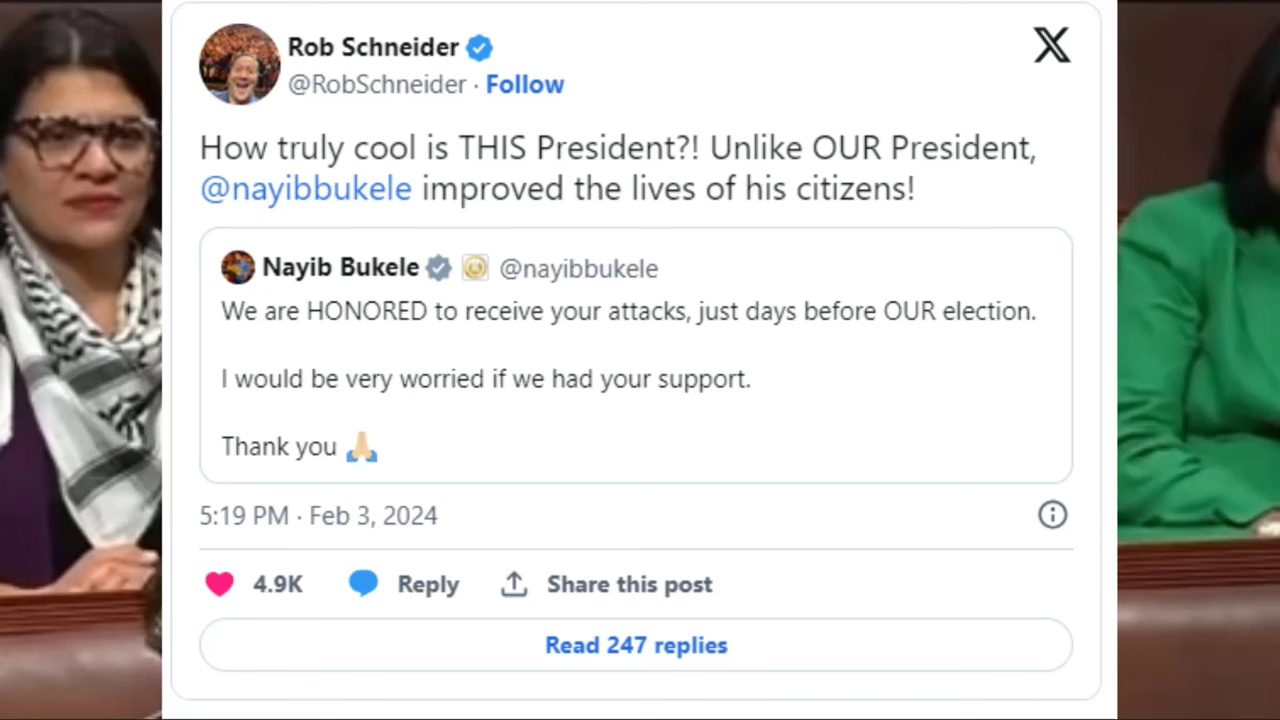 Rob Schneider
@RobSchneider · Follow
X
How truly cool is THIS President?! Unlike OUR President,
@nayibbukele improved the lives of his citizens!
Nayib Bukele @nayibbukele
We are HONORED to receive your attacks, just days before OUR election.
I would be very worried if we had your support.
Thank you 🙏🏼
5:19 PM · Feb 3, 2024
4.9K Reply Share this post
Read 247 replies